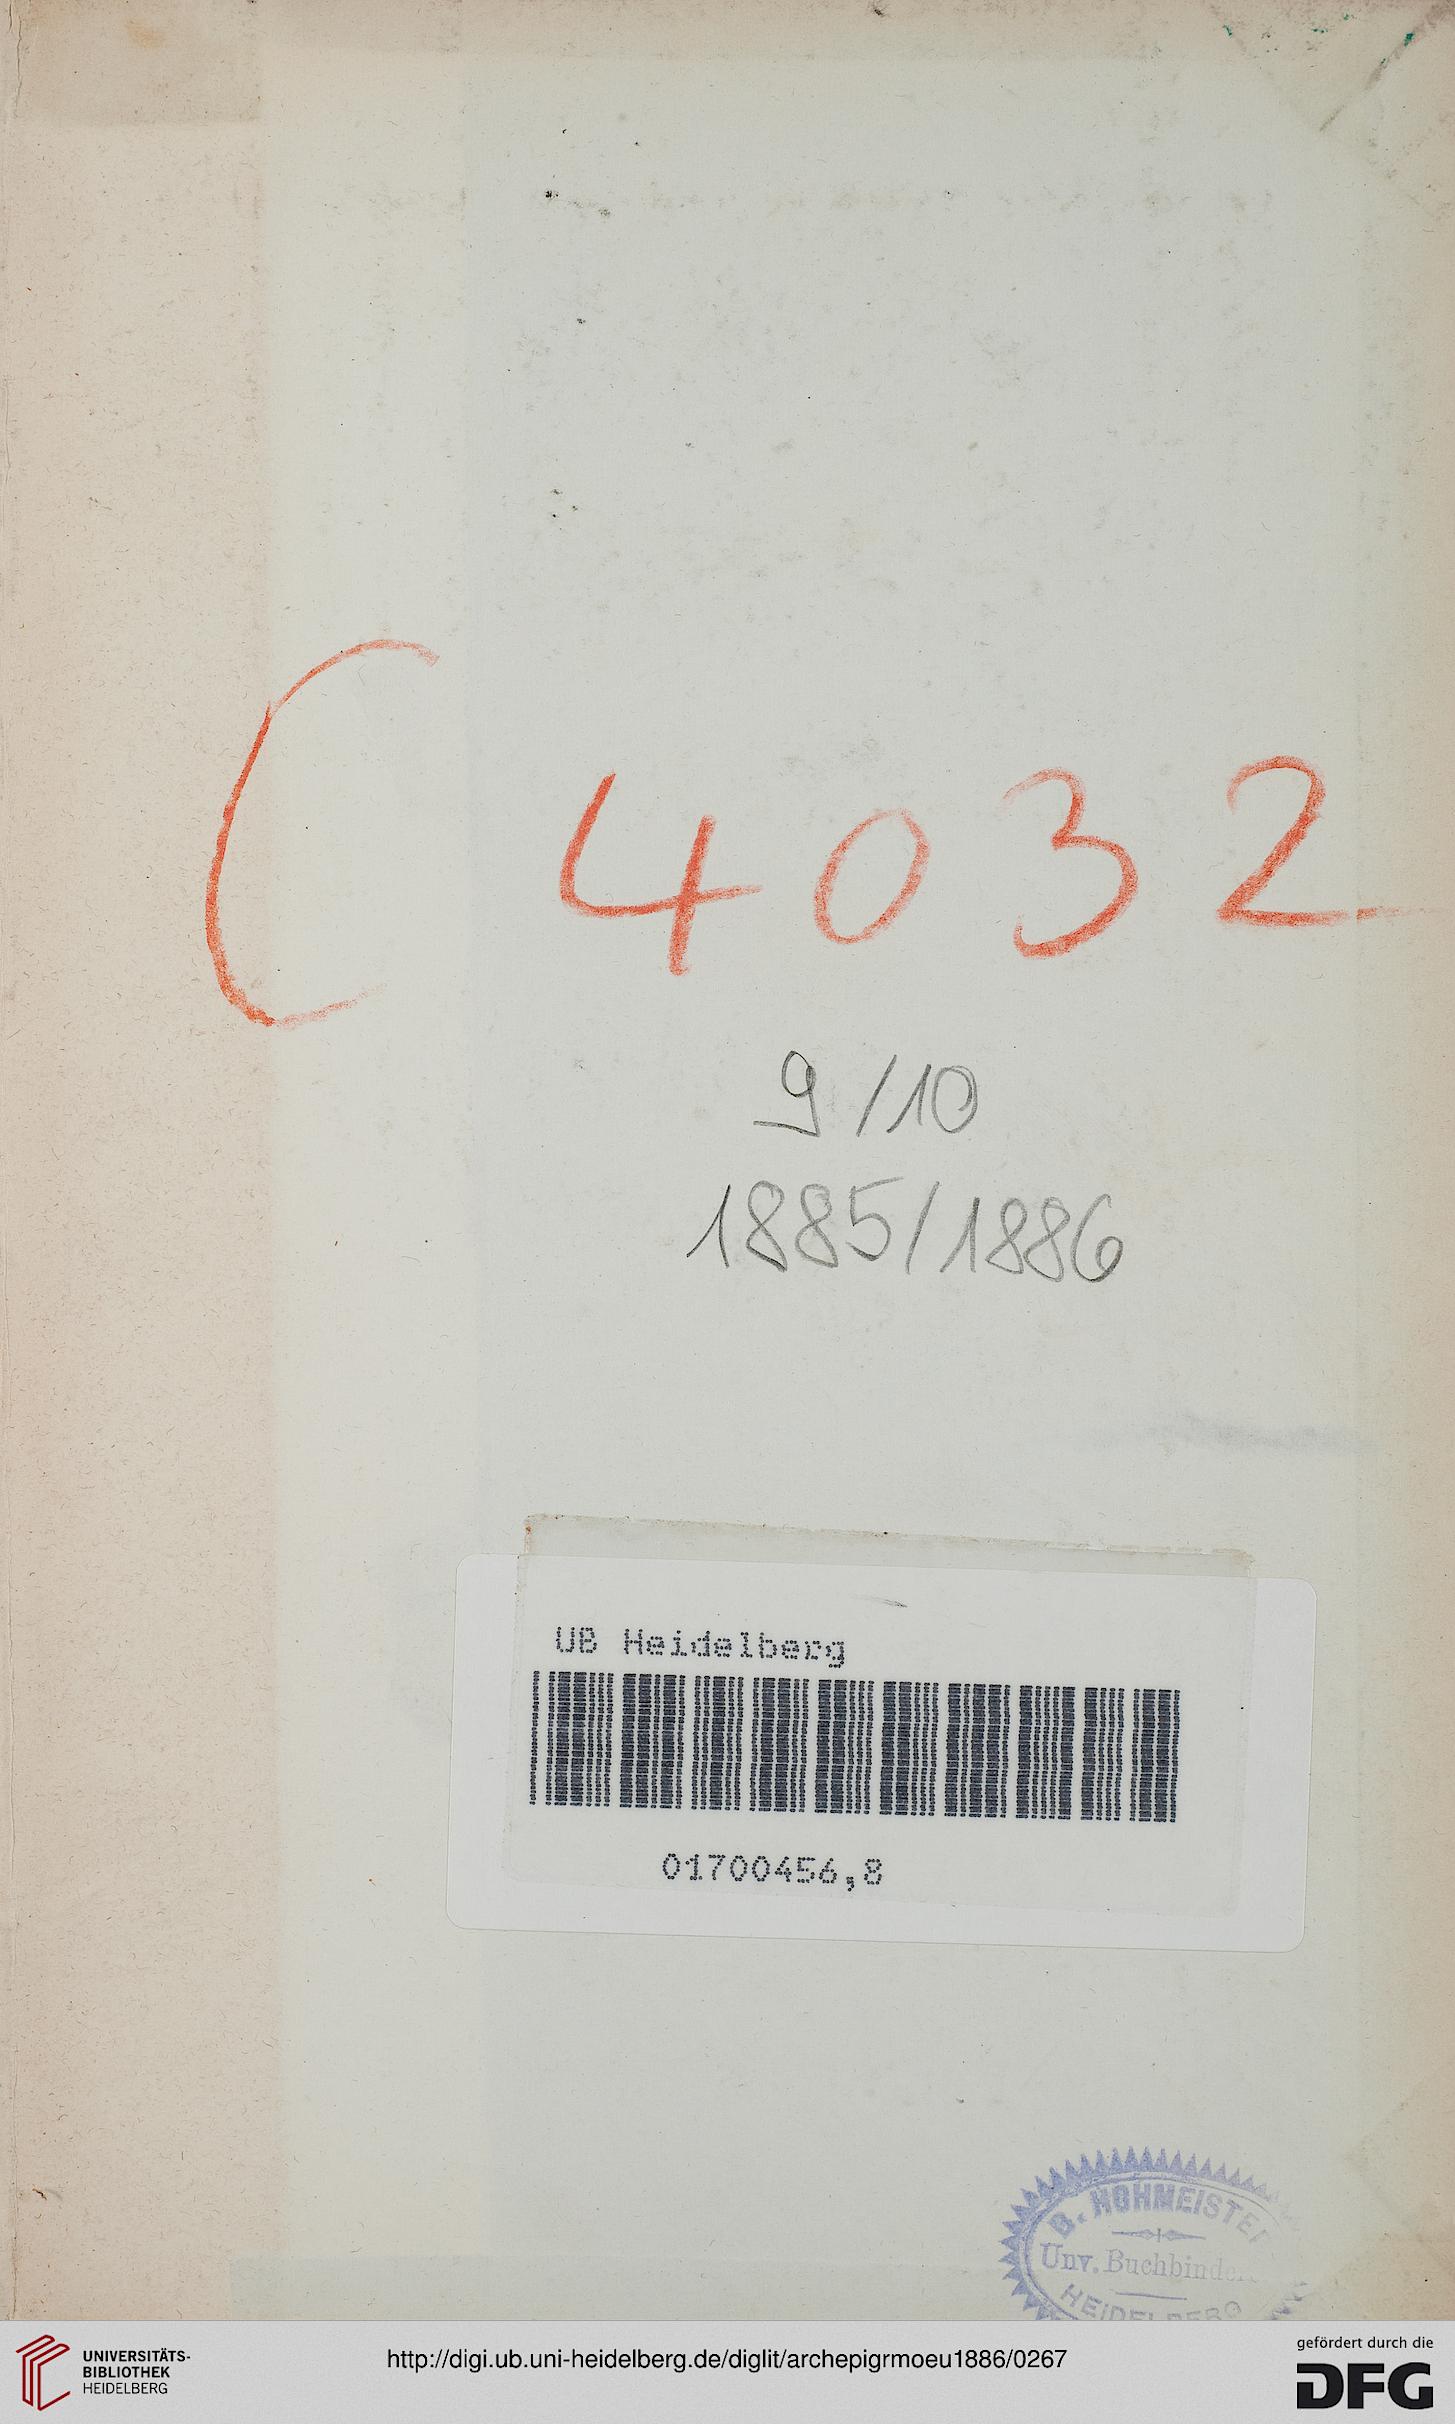 C 4032
9/10
1885/1886
UB Heidelberg
01700456,8
B. HOHMEISTER
Unv. Buchbinder
HEIDELBERG
UNIVERSITÄTS-
BIBLIOTHEK
HEIDELBERG
http://digi.ub.uni-heidelberg.de/diglit/archepigrmoeu1886/0267
gefördert durch die
DFG